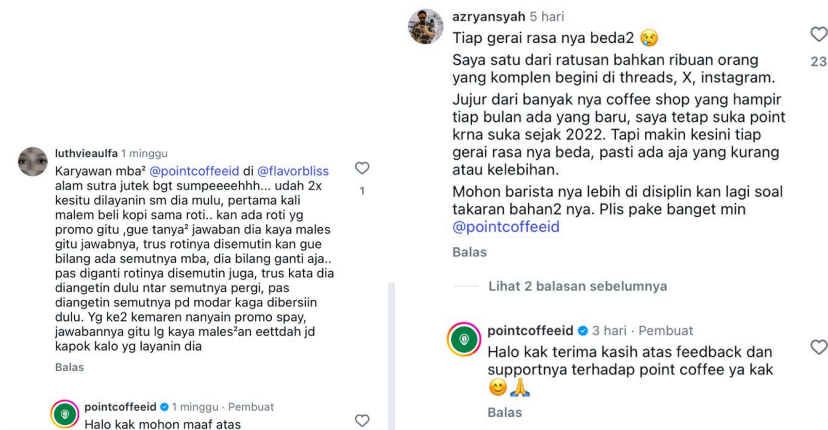 luthvieaulfa 1 minggu
Karyawan mba² @pointcoffeeid di @flavorbliss
alam sutra jutek bgt sumpeeeehhh... udah 2x
kesitu dilayanin sm dia mulu, pertama kali
malem beli kopi sama roti.. kan ada roti yg
promo gitu ,gue tanya² jawaban dia kaya males
gitu jawabnya, trus rotinya disemutin kan gue
bilang ada semutnya mba, dia bilang ganti aja..
pas diganti rotinya disemutin juga, trus kata dia
diangetin dulu ntar semutnya pergi, pas
diangetin semutnya pd modar kaga dibersiin
dulu. Yg ke2 kemaren nanyain promo spay,
jawabannya gitu lg kaya males²an eettdah jd
kapok kalo yg layanin dia
1
Balas
pointcoffeeid 1 minggu · Pembuat
Halo kak mohon maaf atas
azryansyah 5 hari
Tiap gerai rasa nya beda2 😢
Saya satu dari ratusan bahkan ribuan orang
yang komplen begini di threads, X, instagram.
Jujur dari banyak nya coffee shop yang hampir
tiap bulan ada yang baru, saya tetap suka point
krna suka sejak 2022. Tapi makin kesini tiap
gerai rasa nya beda, pasti ada aja yang kurang
atau kelebihan.
Mohon barista nya lebih di disiplin kan lagi soal
takaran bahan2 nya. Plis pake banget min
@pointcoffeeid
23
Balas
Lihat 2 balasan sebelumnya
pointcoffeeid 3 hari · Pembuat
Halo kak terima kasih atas feedback dan
supportnya terhadap point coffee ya kak
😊🙏
Balas